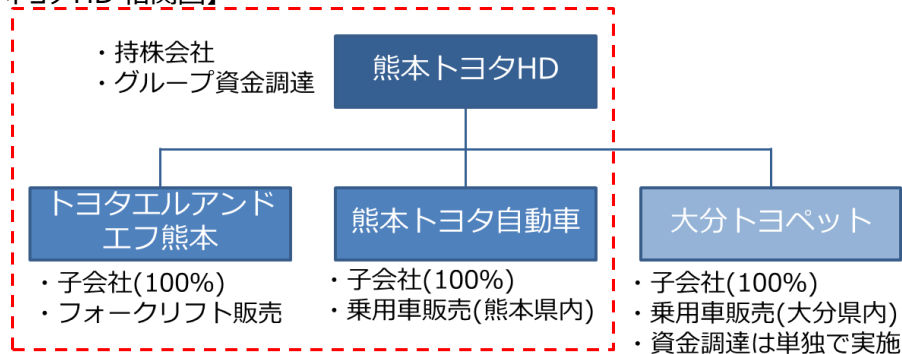 ・持株会社
・グループ資金調達
熊本トヨタHD
トヨタエルアンド
エフ熊本
・子会社(100%)
・フォークリフト販売
熊本トヨタ自動車
・子会社(100%)
・乗用車販売(熊本県内)
大分トヨペット
・子会社(100%)
・乗用車販売(大分県内)
・資金調達は単独で実施